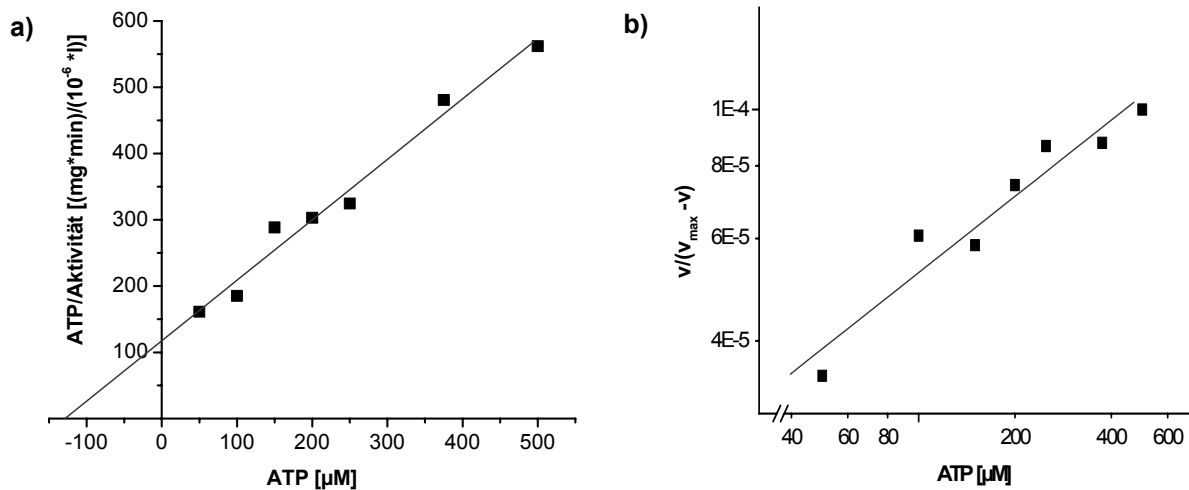 a)
ATP/Aktivität [(mg*min)/(10⁻⁶ *l)]
600
500
400
300
200
100
-100 0 100 200 300 400 500
ATP [µM]
b)
v/(v_max -v)
1E-4
8E-5
6E-5
4E-5
40 60 80 200 400 600
ATP [µM]